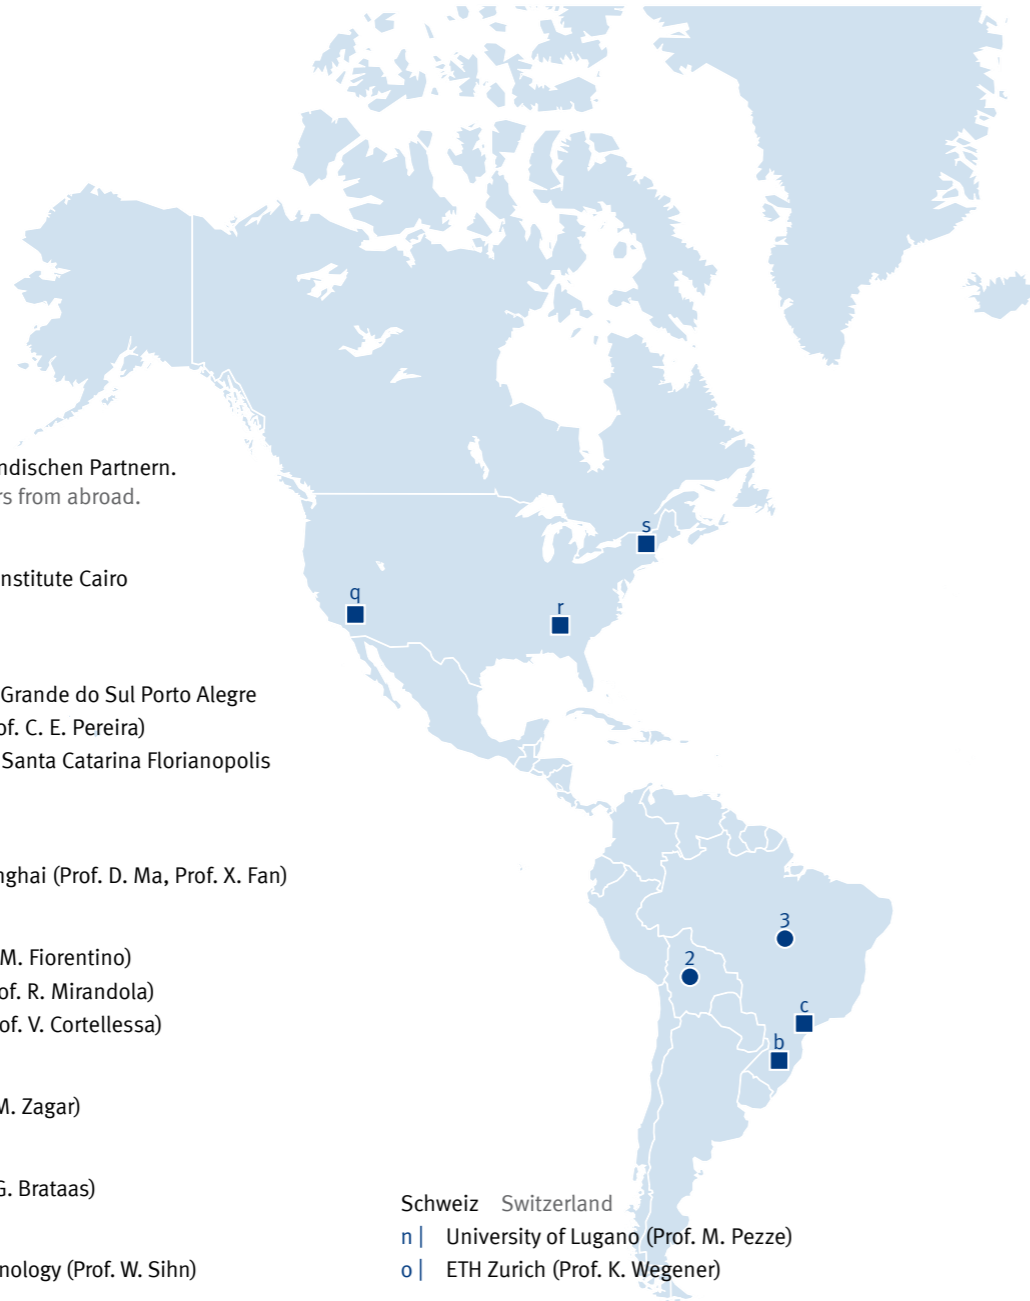 ndischen Partnern.
rs from abroad.
nstitute Cairo
Grande do Sul Porto Alegre
of. C. E. Pereira)
Santa Catarina Florianopolis
nghai (Prof. D. Ma, Prof. X. Fan)
M. Fiorentino)
of. R. Mirandola)
of. V. Cortellessa)
M. Zagar)
G. Brataas)
nology (Prof. W. Sihn)
s
q
r
3
2
c
b
Schweiz Switzerland
n | University of Lugano (Prof. M. Pezze)
o | ETH Zurich (Prof. K. Wegener)